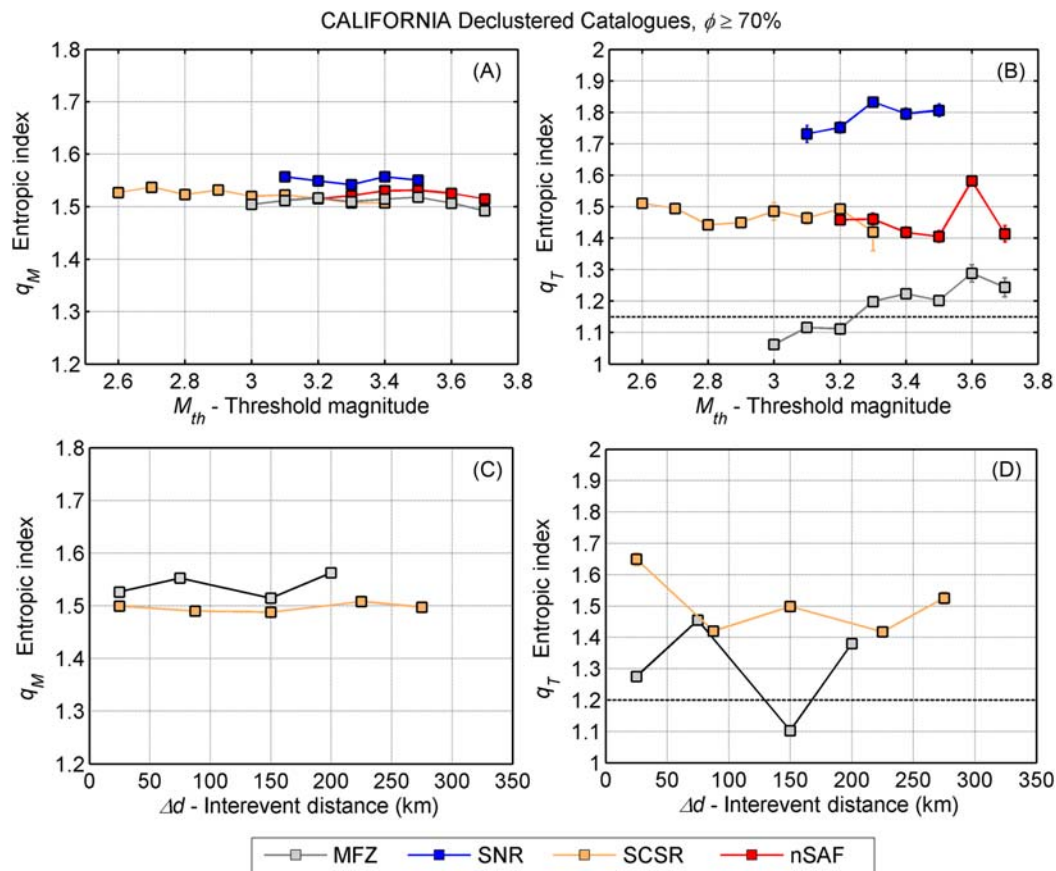 CALIFORNIA Declustered Catalogues, ϕ ≥ 70%
(A)
1.8
1.7
1.6
1.5
1.4
1.3
1.2
q_M Entropic index
2.6 2.8 3 3.2 3.4 3.6 3.8
M_th - Threshold magnitude
(B)
2
1.9
1.8
1.7
1.6
1.5
1.4
1.3
1.2
1.1
1
q_T Entropic index
2.6 2.8 3 3.2 3.4 3.6 3.8
M_th - Threshold magnitude
(C)
1.8
1.7
1.6
1.5
1.4
1.3
1.2
q_M Entropic index
0 50 100 150 200 250 300 350
Δd - Interevent distance (km)
(D)
2
1.9
1.8
1.7
1.6
1.5
1.4
1.3
1.2
1.1
1
q_T Entropic index
0 50 100 150 200 250 300 350
Δd - Interevent distance (km)
MFZ SNR SCSR nSAF